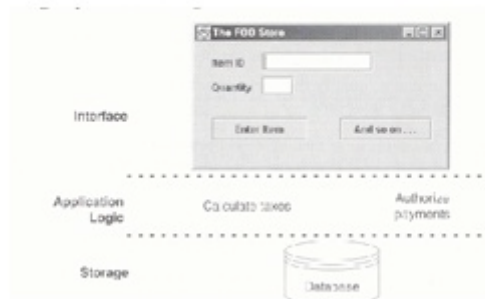 The FOO Store
Item ID
Quantity
Interface
Enter Item
And so on . . .
Application
Logic
Calculate taxes
Authorize
payments
Storage
Database